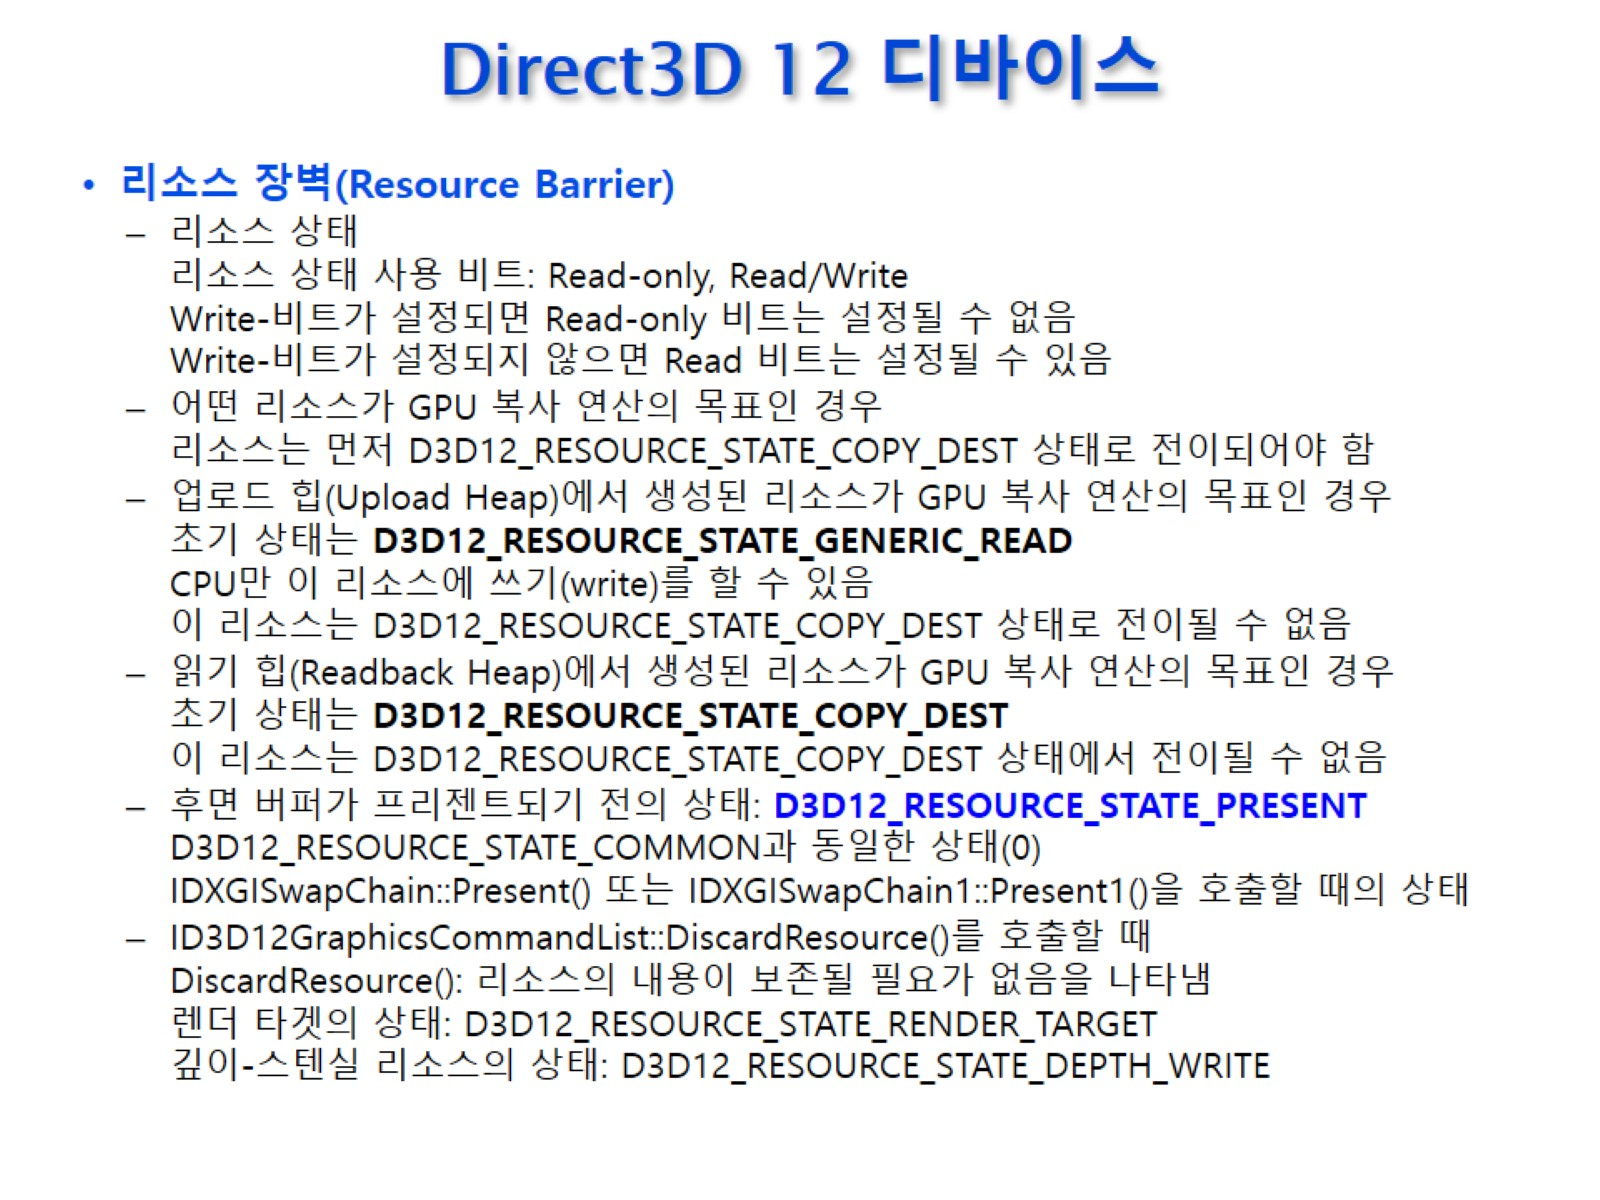 Direct3D 12 디바이스
• 리소스 장벽(Resource Barrier)
– 리소스 상태
리소스 상태 사용 비트: Read-only, Read/Write
Write-비트가 설정되면 Read-only 비트는 설정될 수 없음
Write-비트가 설정되지 않으면 Read 비트는 설정될 수 있음
– 어떤 리소스가 GPU 복사 연산의 목표인 경우
리소스는 먼저 D3D12_RESOURCE_STATE_COPY_DEST 상태로 전이되어야 함
– 업로드 힙(Upload Heap)에서 생성된 리소스가 GPU 복사 연산의 목표인 경우
초기 상태는 D3D12_RESOURCE_STATE_GENERIC_READ
CPU만 이 리소스에 쓰기(write)를 할 수 있음
이 리소스는 D3D12_RESOURCE_STATE_COPY_DEST 상태로 전이될 수 없음
– 읽기 힙(Readback Heap)에서 생성된 리소스가 GPU 복사 연산의 목표인 경우
초기 상태는 D3D12_RESOURCE_STATE_COPY_DEST
이 리소스는 D3D12_RESOURCE_STATE_COPY_DEST 상태에서 전이될 수 없음
– 후면 버퍼가 프리젠트되기 전의 상태: D3D12_RESOURCE_STATE_PRESENT
D3D12_RESOURCE_STATE_COMMON과 동일한 상태(0)
IDXGISwapChain::Present() 또는 IDXGISwapChain1::Present1()을 호출할 때의 상태
– ID3D12GraphicsCommandList::DiscardResource()를 호출할 때
DiscardResource(): 리소스의 내용이 보존될 필요가 없음을 나타냄
렌더 타겟의 상태: D3D12_RESOURCE_STATE_RENDER_TARGET
깊이-스텐실 리소스의 상태: D3D12_RESOURCE_STATE_DEPTH_WRITE